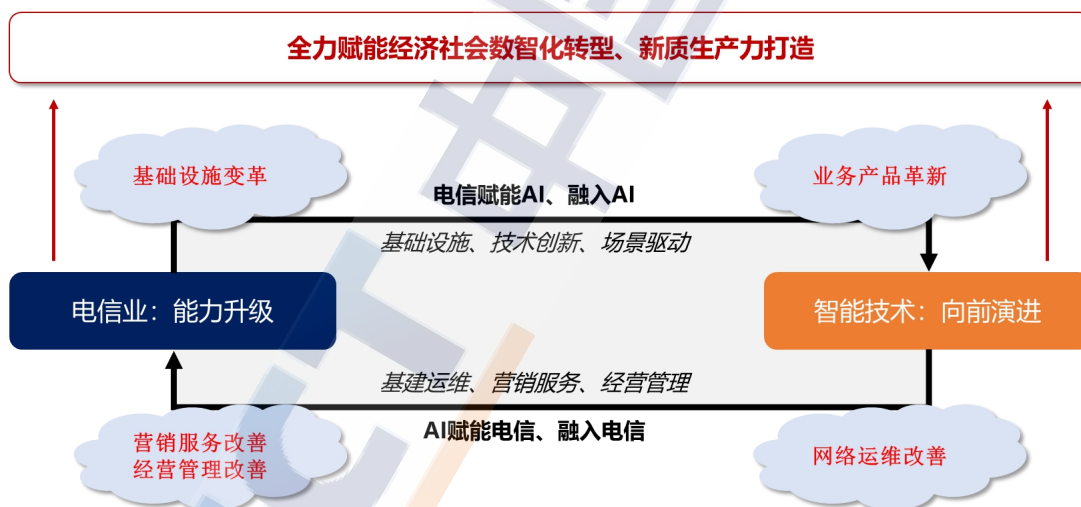 全力赋能经济社会数智化转型、新质生产力打造
基础设施变革
业务产品革新
电信赋能AI、融入AI
基础设施、技术创新、场景驱动
电信业：能力升级
智能技术：向前演进
基建运维、营销服务、经营管理
AI赋能电信、融入电信
营销服务改善
经营管理改善
网络运维改善